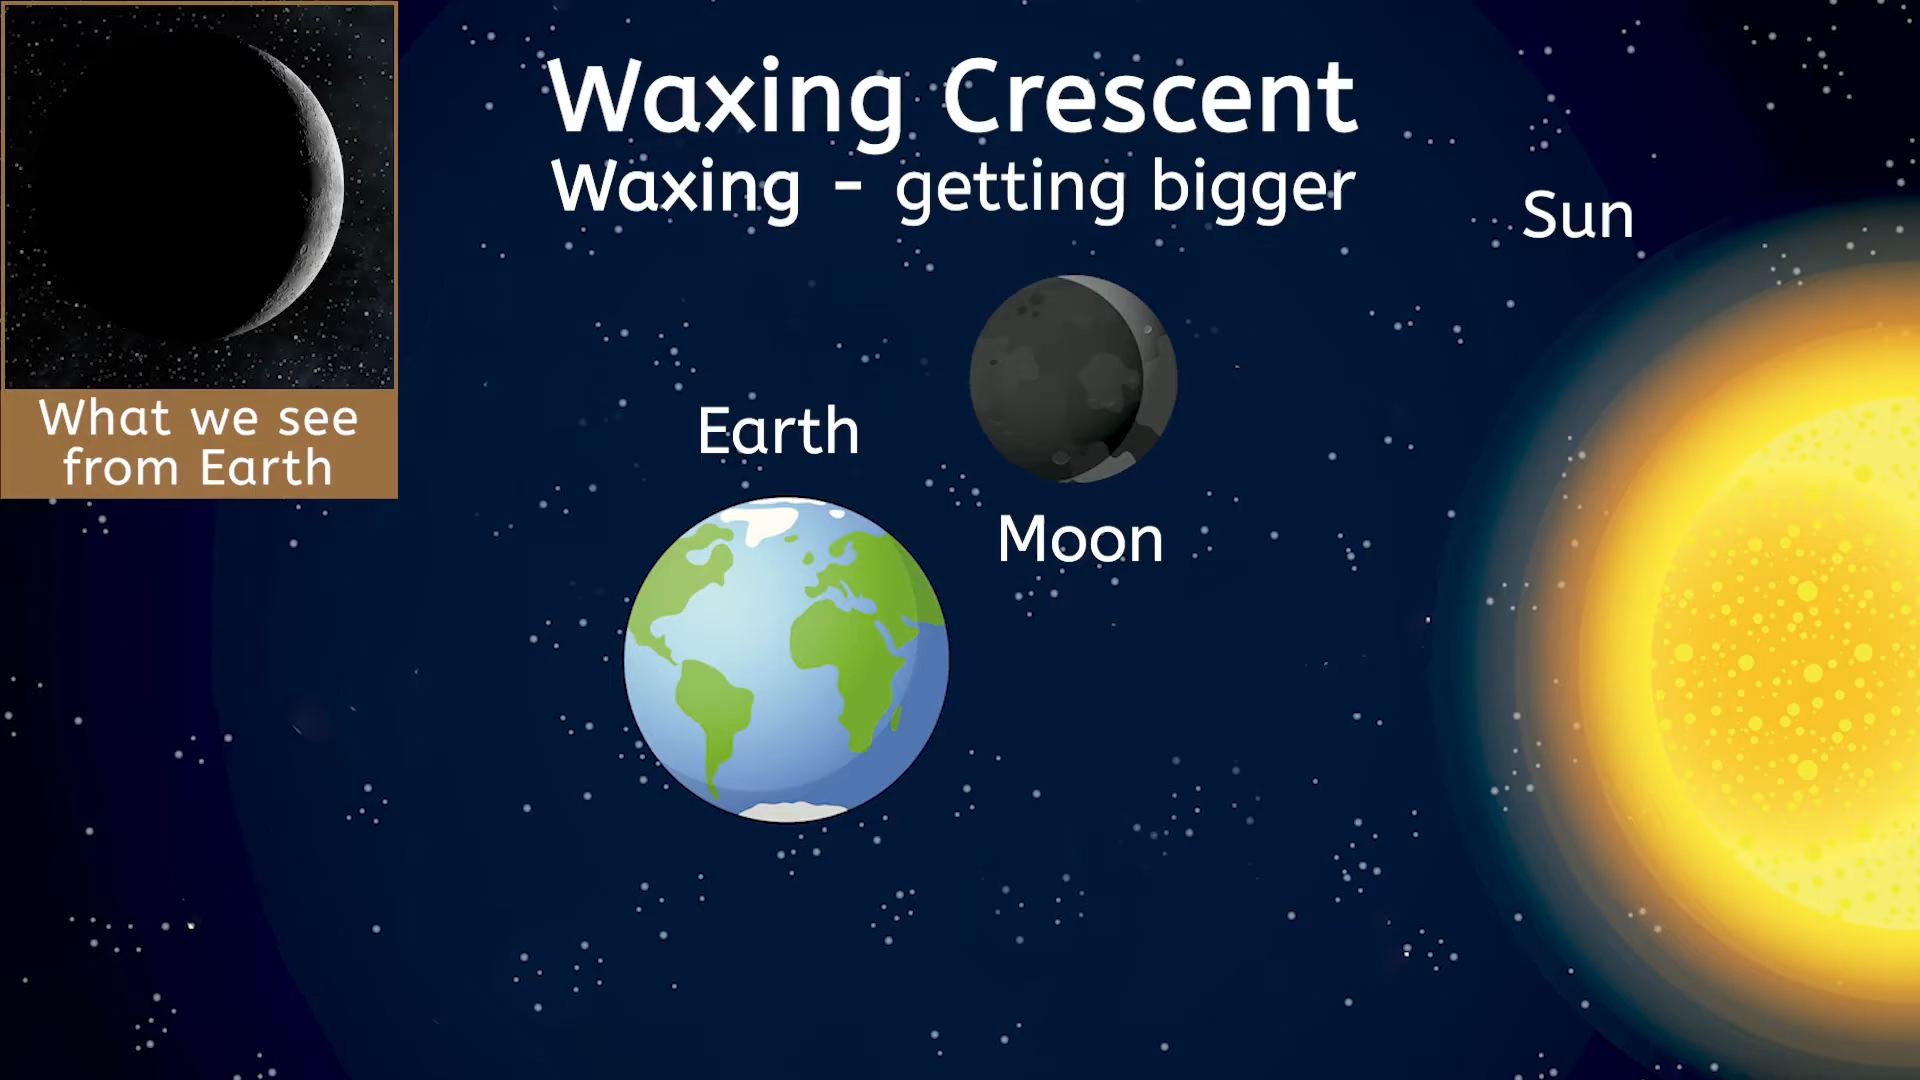 Waxing Crescent
Waxing - getting bigger
Sun
What we see
from Earth
Earth
Moon